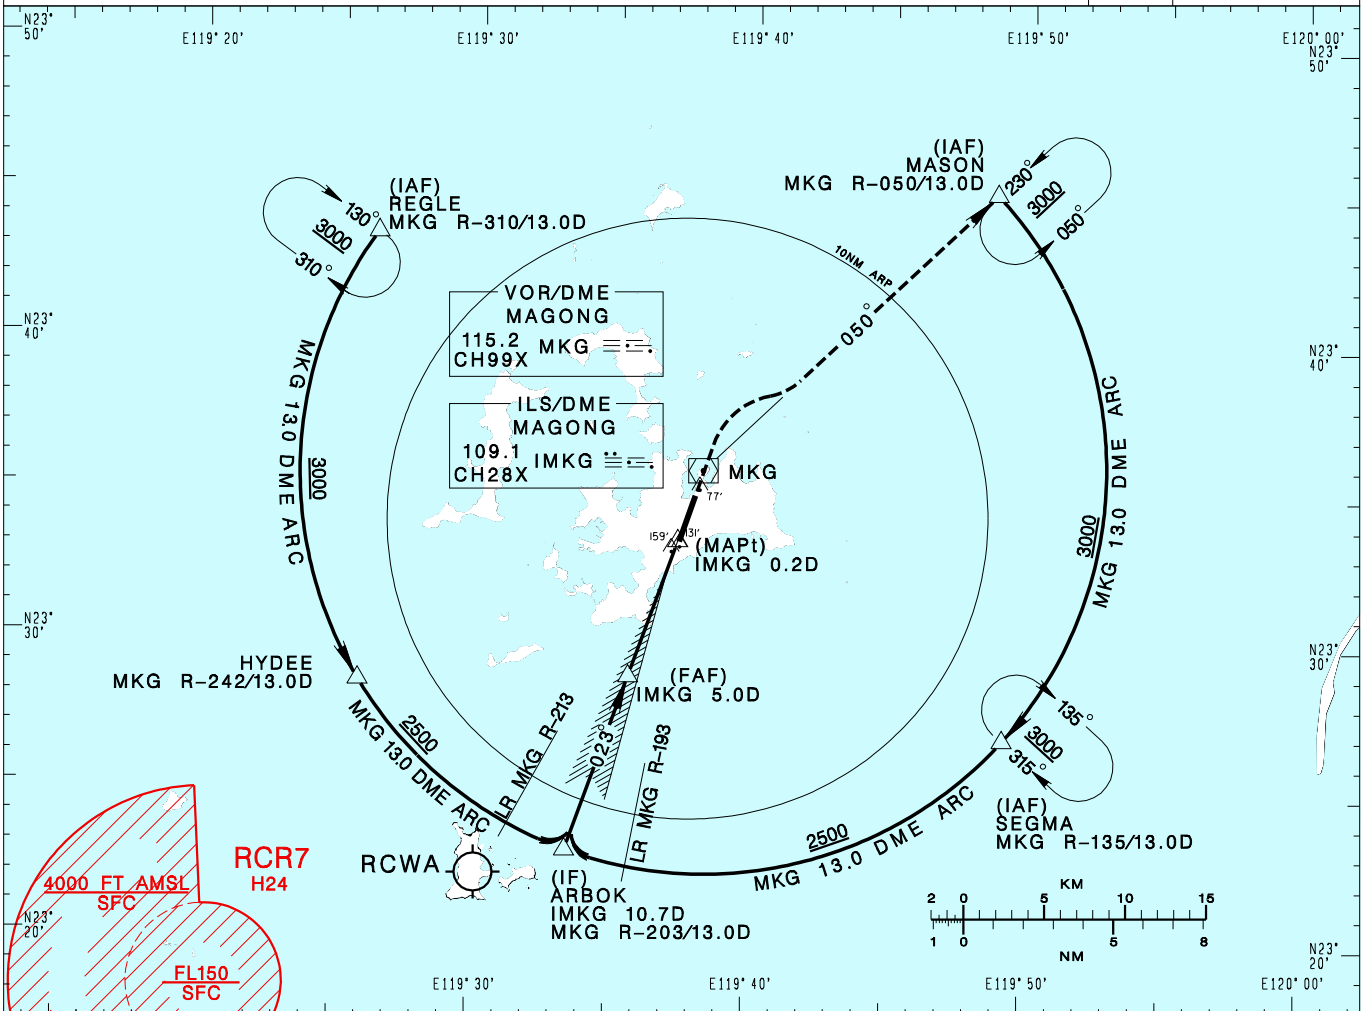 N23°
50'
E119° 20'
E119° 30'
E119° 40'
E119° 50'
E120° 00'
N23°
50'
(IAF)
MASON
MKG R-050/13.0D
230°
3000
050°
(IAF)
REGLE
MKG R-310/13.0D
130°
3000
310°
10NM ARP
050°
VOR/DME
MAGONG
115.2
CH99X
MKG
N23°
40'
N23°
40'
ILS/DME
MAGONG
109.1
CH28X
IMKG
MKG
77'
159'
131'
(MAPt)
IMKG 0.2D
MKG 13.0 DME ARC
3000
MKG 13.0 DME ARC
3000
N23°
30'
N23°
30'
HYDEE
MKG R-242/13.0D
(FAF)
IMKG 5.0D
023°
LR MKG R-213
LR MKG R-193
2500
MKG 13.0 DME ARC
135°
3000
315°
(IAF)
SEGMA
MKG R-135/13.0D
2500
MKG 13.0 DME ARC
RCWA
(IF)
ARBOK
IMKG 10.7D
MKG R-203/13.0D
RCR7
H24
4000 FT AMSL
SFC
FL150
SFC
KM
2 0 5 10 15
1 0 5 8
NM
N23°
20'
N23°
20'
E119° 30'
E119° 40'
E119° 50'
E120° 00'